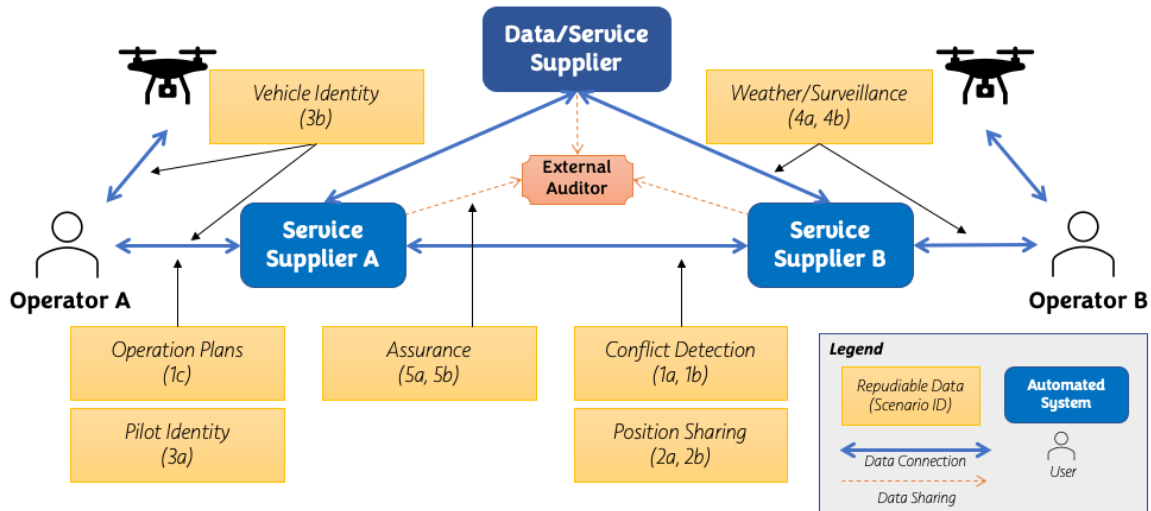 Data/Service
Supplier
Vehicle Identity
(3b)
Weather/Surveillance
(4a, 4b)
External
Auditor
Service
Supplier A
Service
Supplier B
Operator A
Operator B
Operation Plans
(1c)
Assurance
(5a, 5b)
Conflict Detection
(1a, 1b)
Pilot Identity
(3a)
Position Sharing
(2a, 2b)
Legend
Repudiable Data
(Scenario ID)
Automated
System
Data Connection
User
Data Sharing